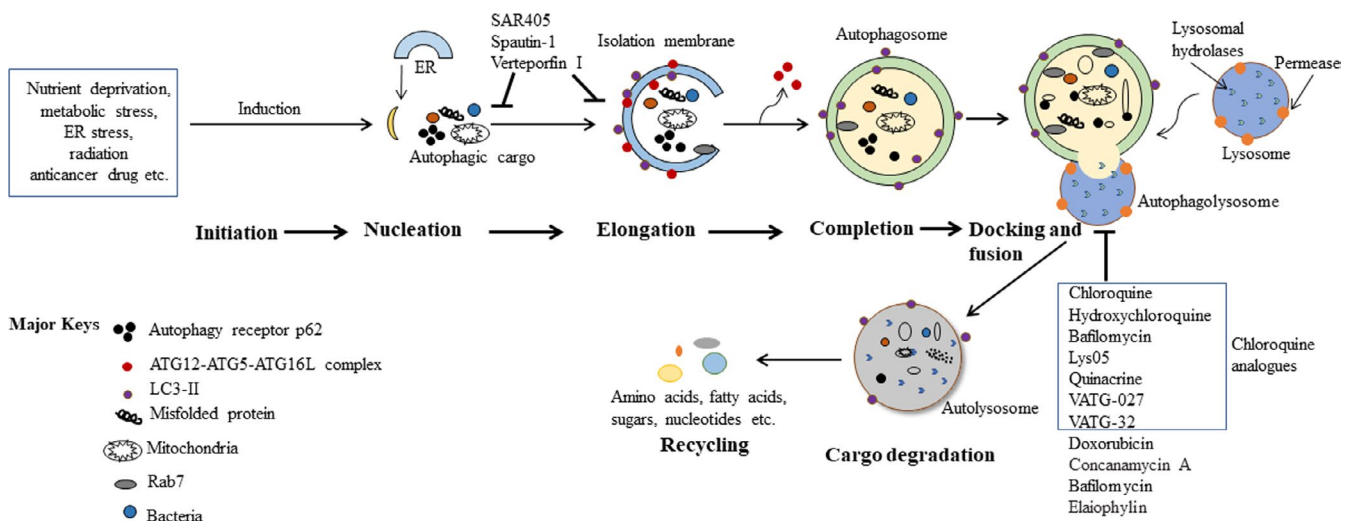 SAR405
Spautin-1
Verteporfin I
ER
Isolation membrane
Autophagosome
Lysosomal
hydrolases
Permease
Nutrient deprivation,
metabolic stress,
ER stress,
radiation
anticancer drug etc.
Induction
Autophagic cargo
Lysosome
Autophagolysosome
Initiation
Nucleation
Elongation
Completion
Docking and
fusion
Major Keys
Autophagy receptor p62
ATG12-ATG5-ATG16L complex
LC3-II
Misfolded protein
Mitochondria
Rab7
Bacteria
Amino acids, fatty acids,
sugars, nucleotides etc.
Recycling
Autolysosome
Cargo degradation
Chloroquine
Hydroxychloroquine
Bafilomycin
Lys05
Quinacrine
VATG-027
VATG-32
Doxorubicin
Concanamycin A
Bafilomycin
Elaiophylin
Chloroquine
analogues